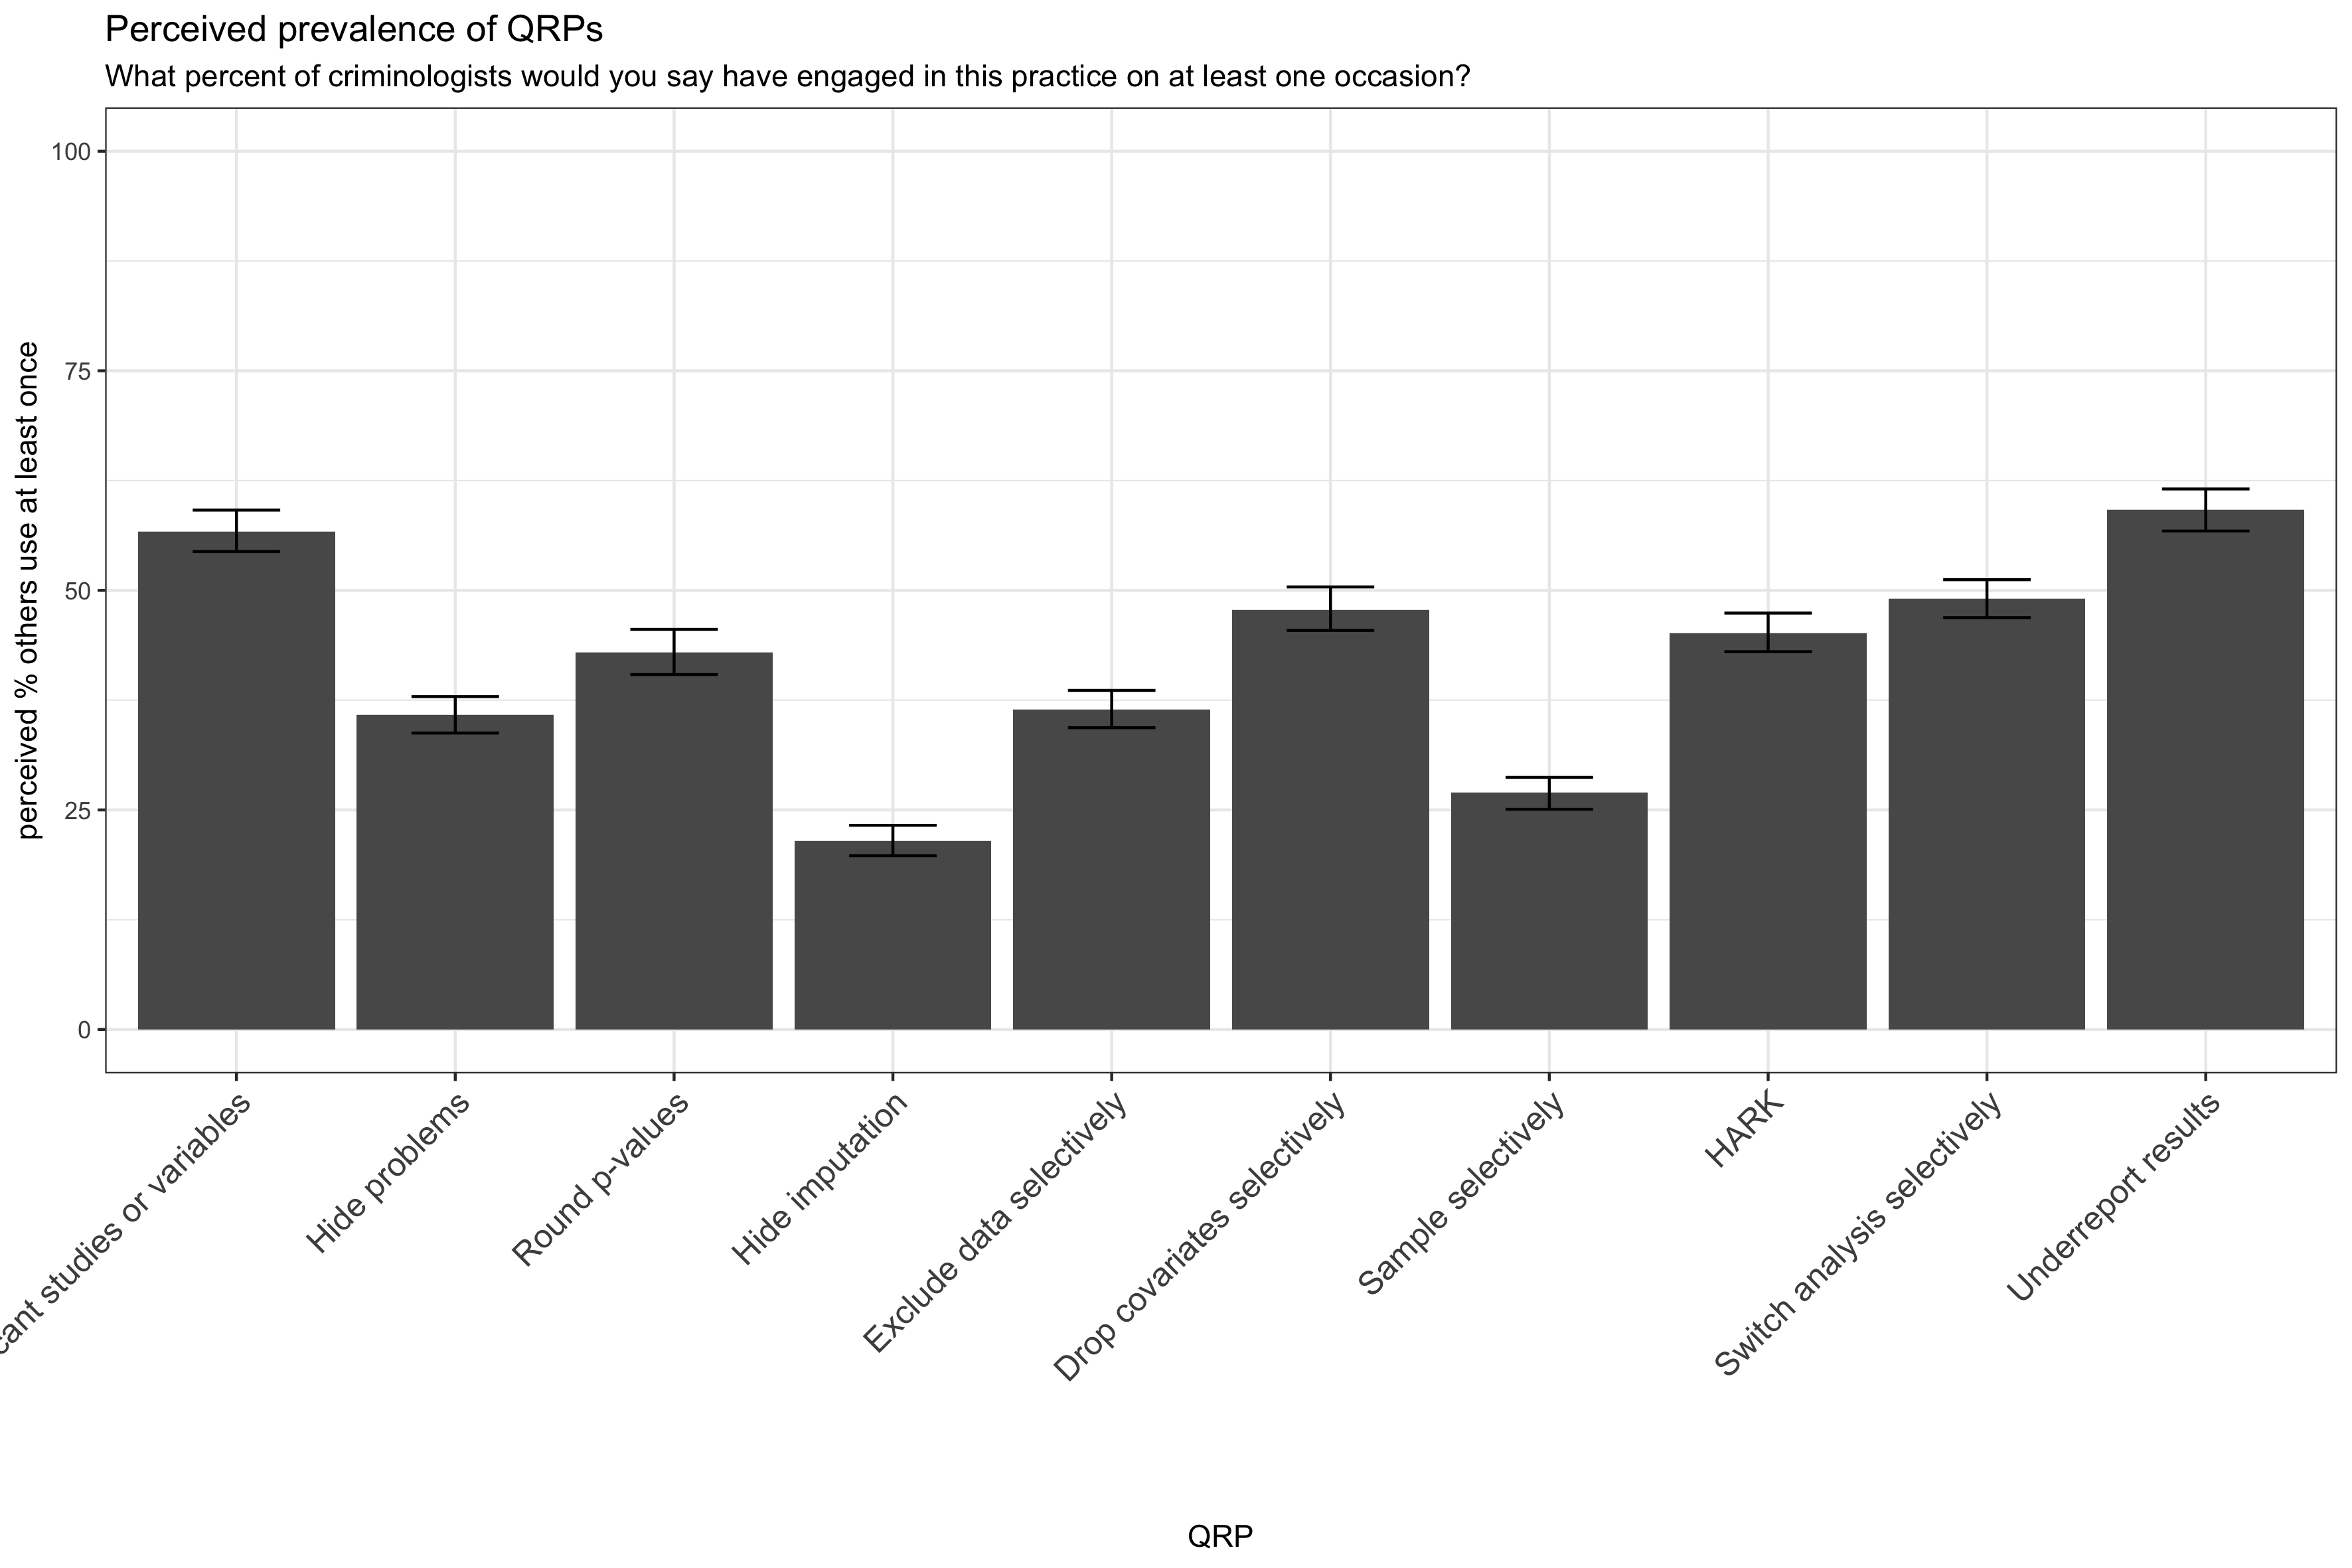 Perceived prevalence of QRPs
What percent of criminologists would you say have engaged in this practice on at least one occasion?
perceived % others use at least once
100
75
50
25
0
studies or variables
Hide problems
Round p-values
Hide imputation
Exclude data selectively
Drop covariates selectively
Sample selectively
HARK
Switch analysis selectively
Underreport results
QRP